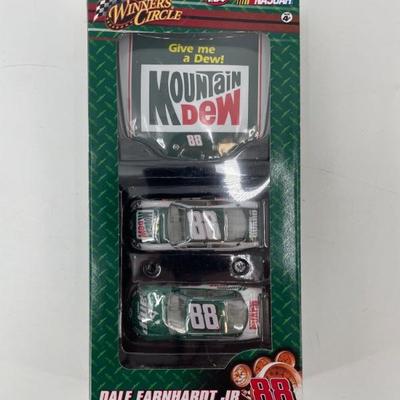 WINNER'S CIRCLE
NASCAR
Give me
a Dew!
MOUNTAIN
DEW
88
88
88
DALE EARNHARDT JR
88